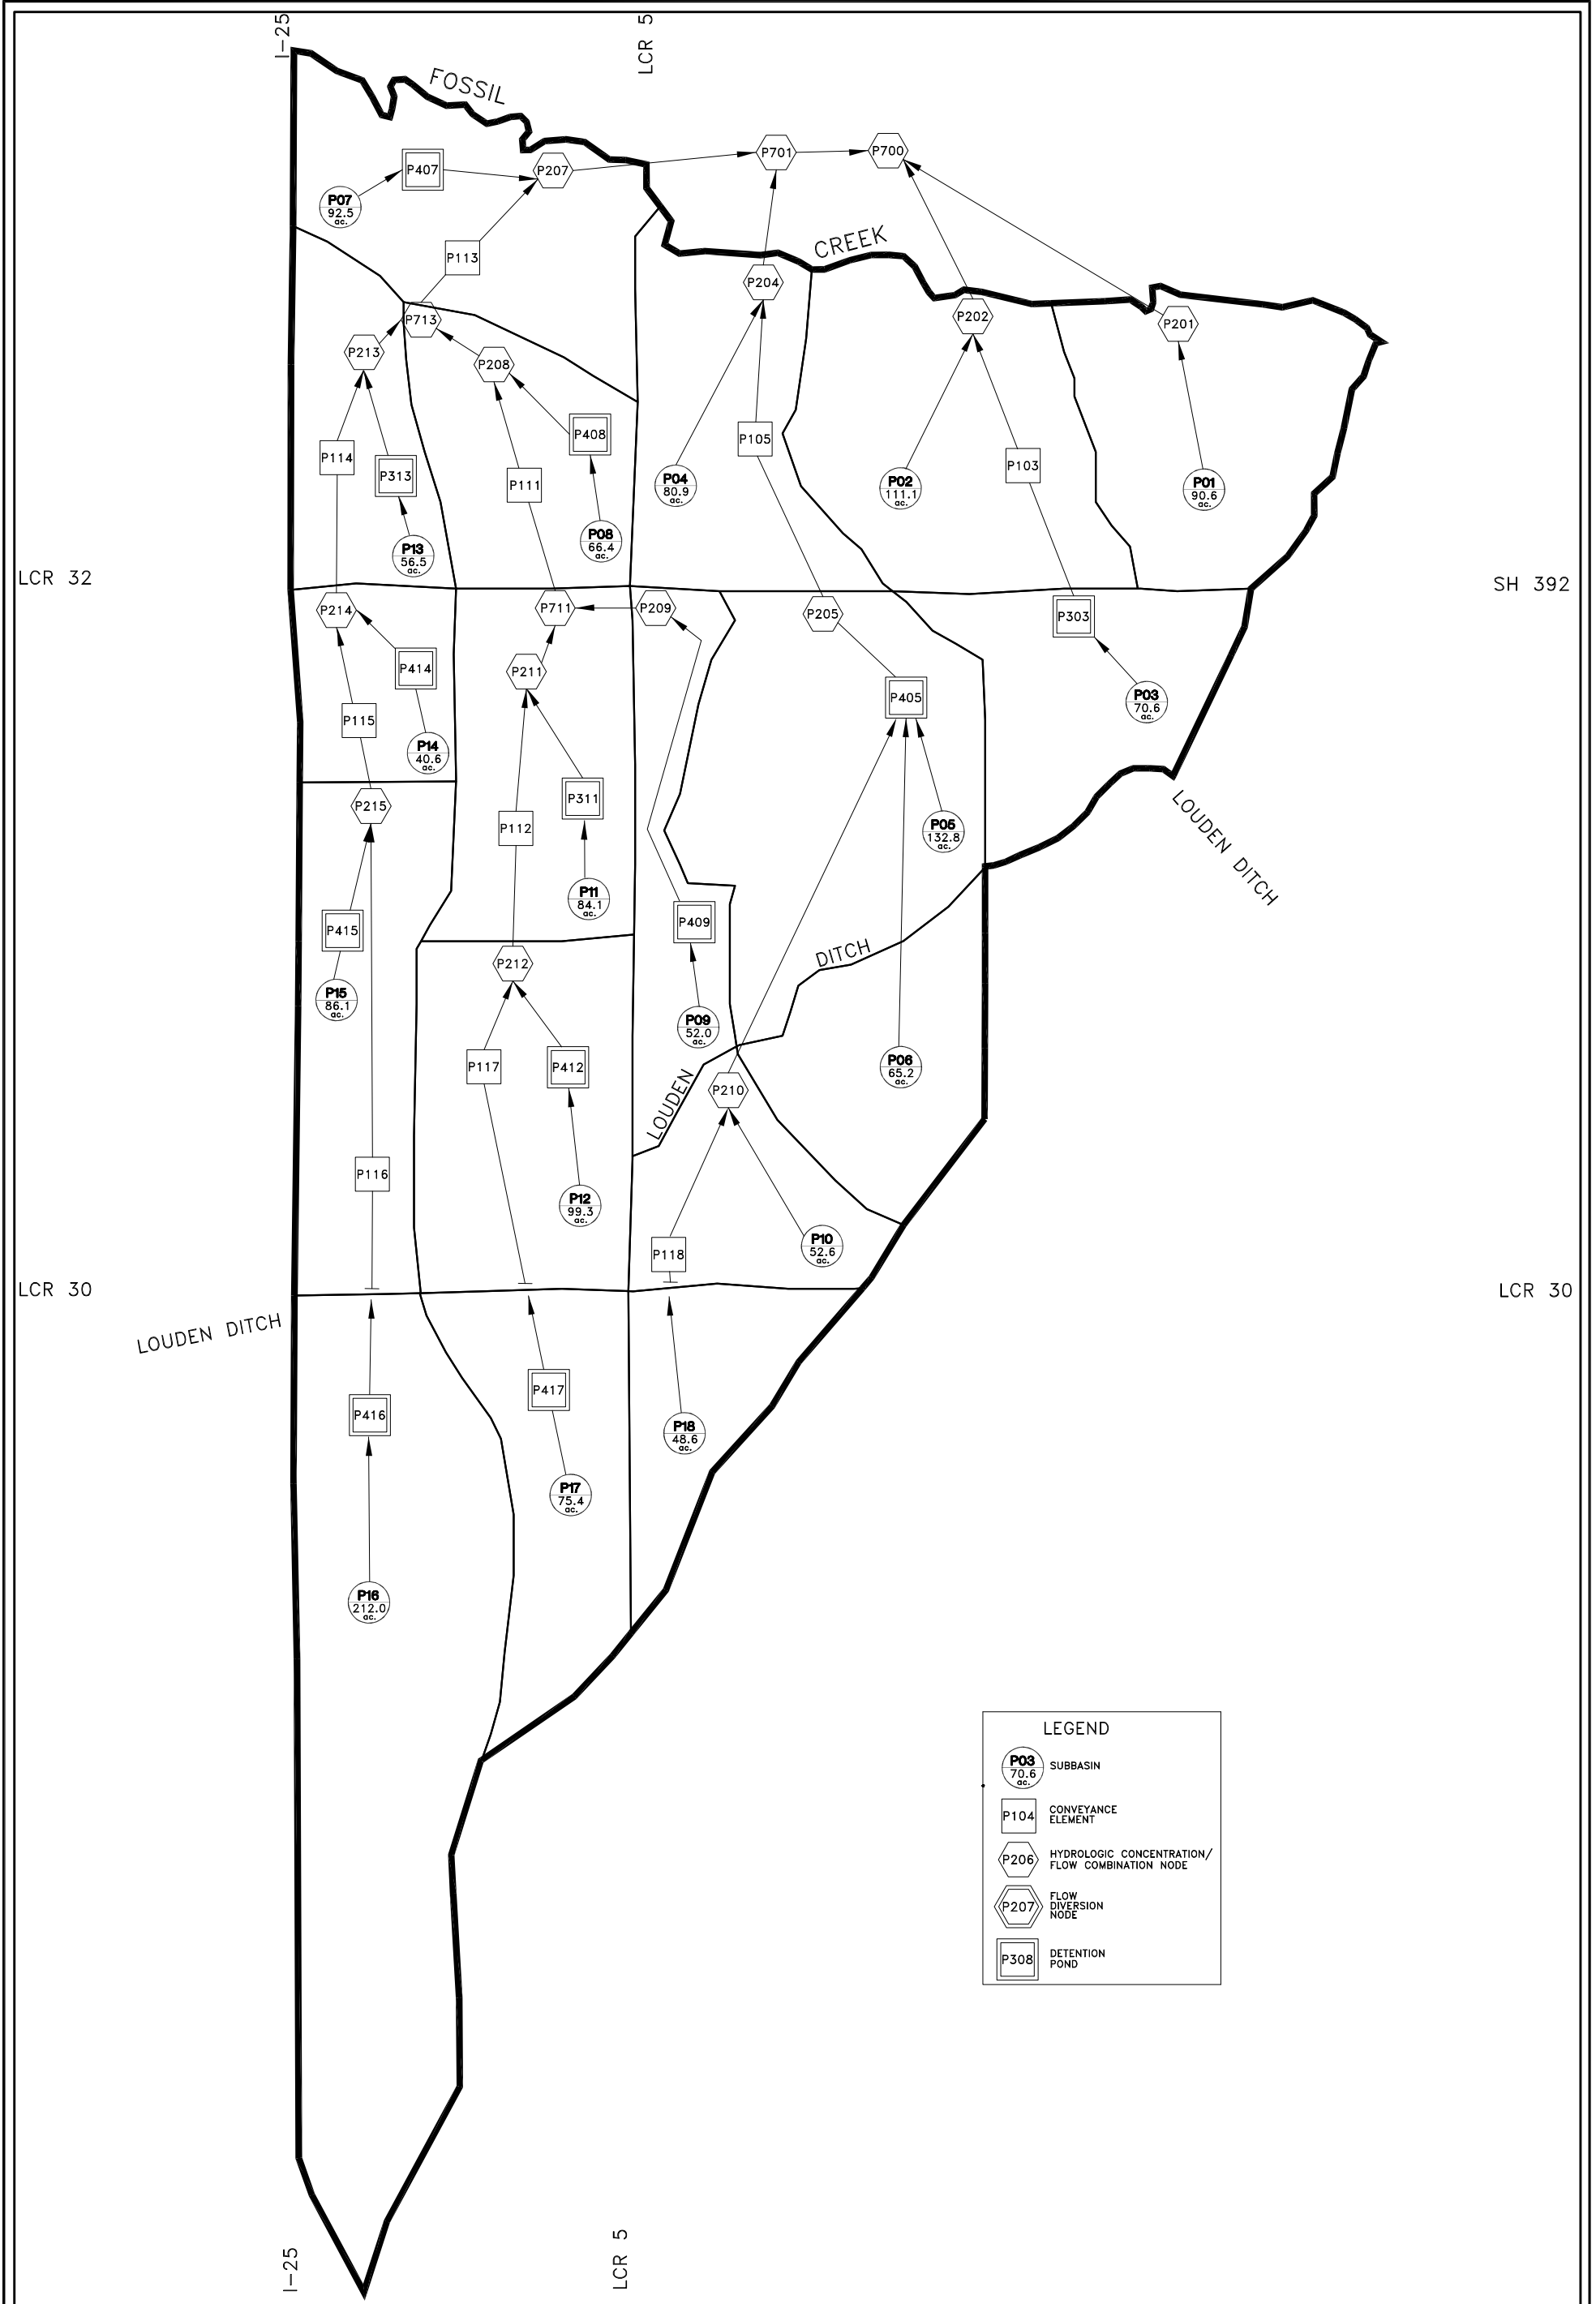 I-25
LCR 5
FOSSIL
P701
P700
P407
P207
P07
92.5
ac.
CREEK
P113
P204
P713
P202
P201
P213
P208
P408
P105
P114
P313
P111
P04
80.9
ac.
P02
111.1
ac.
P103
P01
90.6
ac.
P13
56.5
ac.
P08
66.4
ac.
LCR 32
SH 392
P214
P711
P209
P205
P303
P414
P211
P405
P03
70.6
ac.
P115
P14
40.6
ac.
P215
P311
P112
P05
132.8
ac.
LOUDEN DITCH
P11
84.1
ac.
P415
P409
DITCH
P212
P15
86.1
ac.
P09
52.0
ac.
P117
P412
P06
65.2
ac.
LOUDEN
P210
P116
P12
99.3
ac.
P118
P10
52.6
ac.
LCR 30
LCR 30
LOUDEN DITCH
P417
P416
P18
48.6
ac.
P17
75.4
ac.
P16
212.0
ac.
LEGEND
P03
70.6
ac.
SUBBASIN
P104
CONVEYANCE
ELEMENT
P206
HYDROLOGIC CONCENTRATION/
FLOW COMBINATION NODE
P207
FLOW
DIVERSION
NODE
P308
DETENTION
POND
I-25
LCR 5